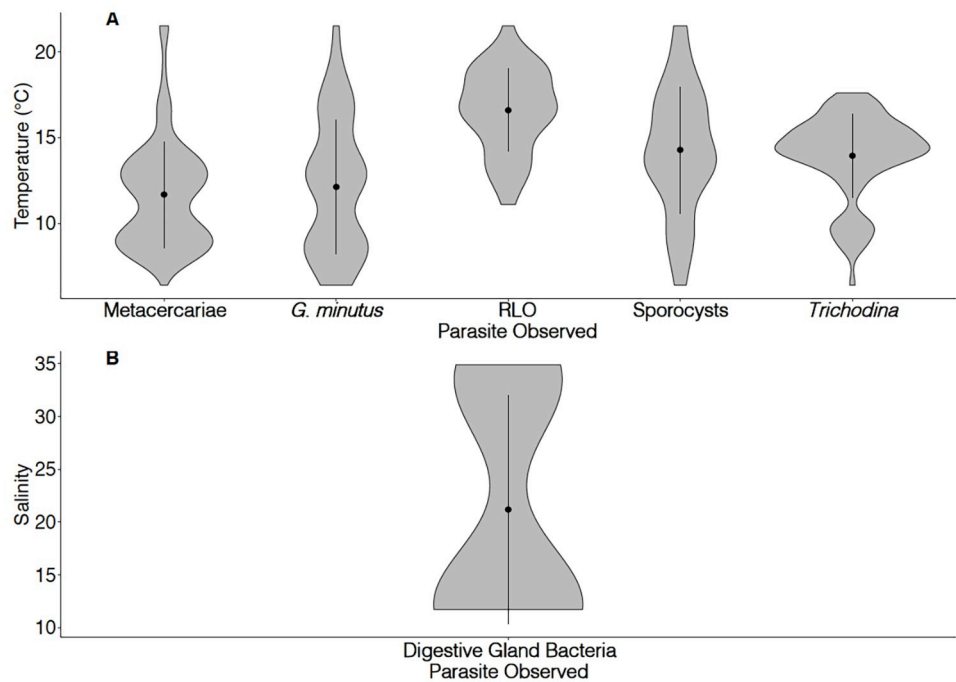 A
Temperature (°C)
20
15
10
Metacercariae G. minutus RLO Sporocysts Trichodina
Parasite Observed
B
Salinity
35
30
25
20
15
10
Digestive Gland Bacteria
Parasite Observed